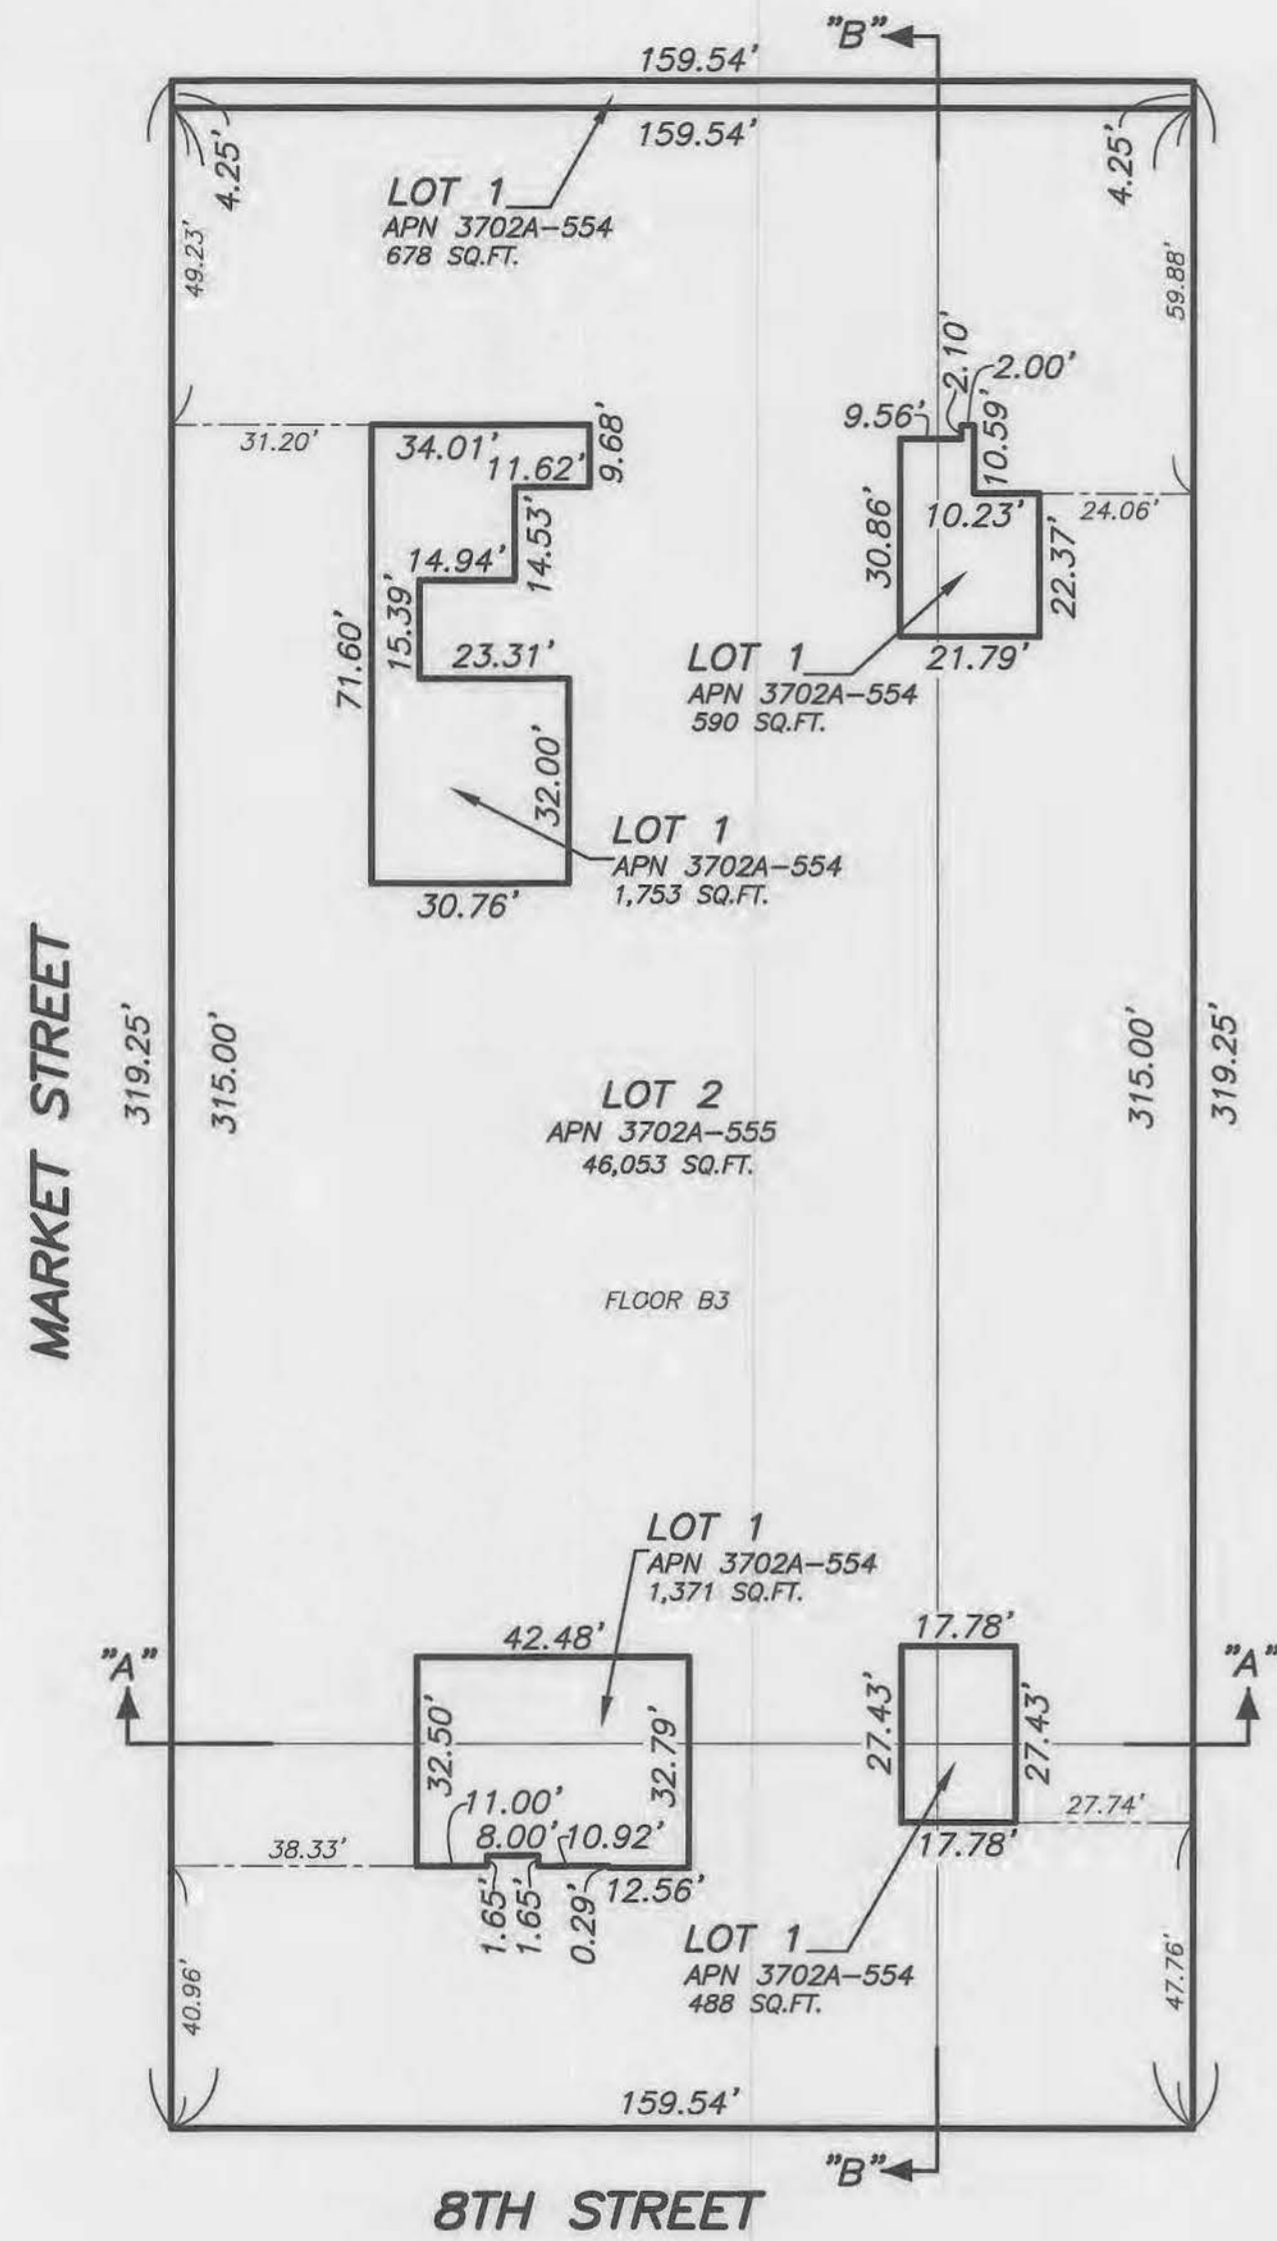 "B"
159.54'
159.54'
4.25'
4.25'
49.23'
59.88'
LOT 1
APN 3702A-554
678 SQ.FT.
31.20'
34.01'
9.68'
11.62'
14.53'
14.94'
15.39'
23.31'
71.60'
32.00'
30.76'
LOT 1
APN 3702A-554
1,753 SQ.FT.
2.10'
2.00'
9.56'
10.59'
10.23'
24.06'
30.86'
22.37'
21.79'
LOT 1
APN 3702A-554
590 SQ.FT.
MARKET STREET
319.25'
315.00'
315.00'
319.25'
LOT 2
APN 3702A-555
46,053 SQ.FT.
FLOOR B3
LOT 1
APN 3702A-554
1,371 SQ.FT.
42.48'
17.78'
"A"
"A"
32.50'
32.79'
27.43'
27.43'
11.00'
8.00'
10.92'
38.33'
27.74'
17.78'
1.65'
1.65'
0.29'
12.56'
LOT 1
APN 3702A-554
488 SQ.FT.
40.96'
47.76'
159.54'
"B"
8TH STREET